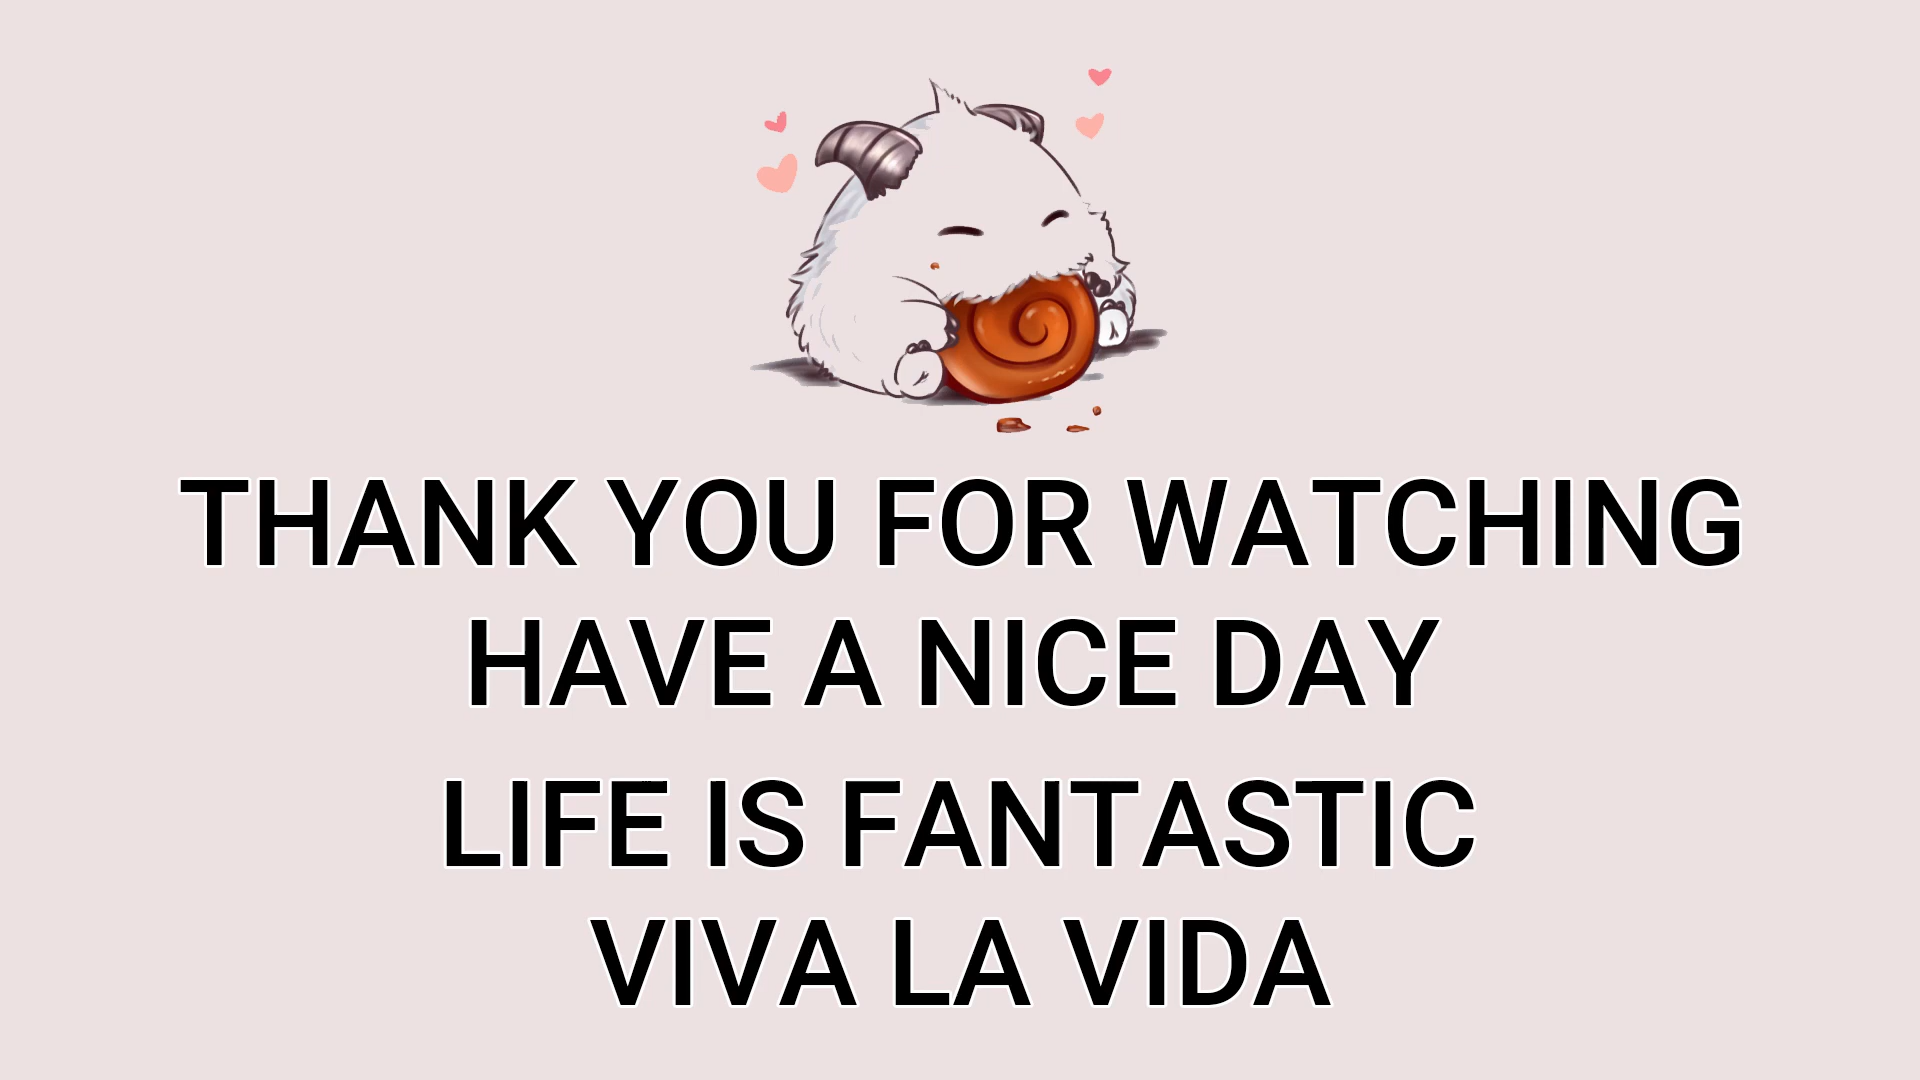 THANK YOU FOR WATCHING
HAVE A NICE DAY
LIFE IS FANTASTIC
VIVA LA VIDA